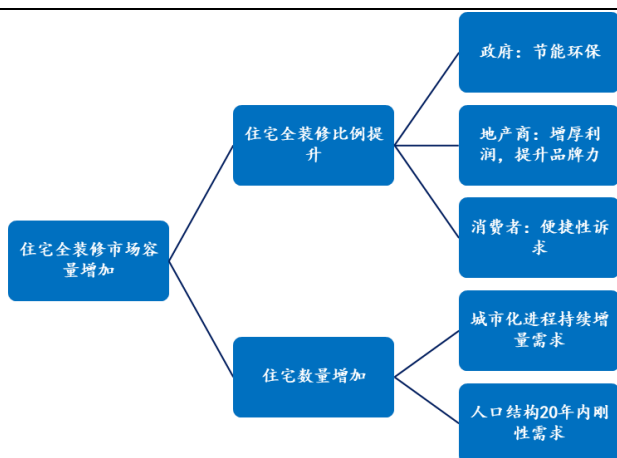 政府：节能环保
住宅全装修比例提
升
地产商：增厚利
润，提升品牌力
消费者：便捷性诉
求
住宅全装修市场容
量增加
城市化进程持续增
量需求
住宅数量增加
人口结构20年内刚
性需求